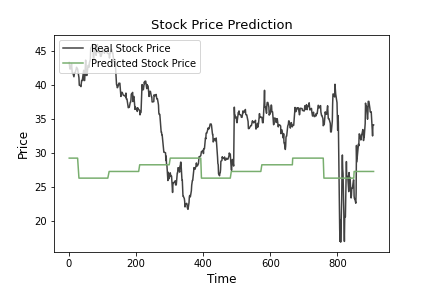 Stock Price Prediction
Real Stock Price
Predicted Stock Price
Price
45
40
35
30
25
20
0 200 400 600 800
Time